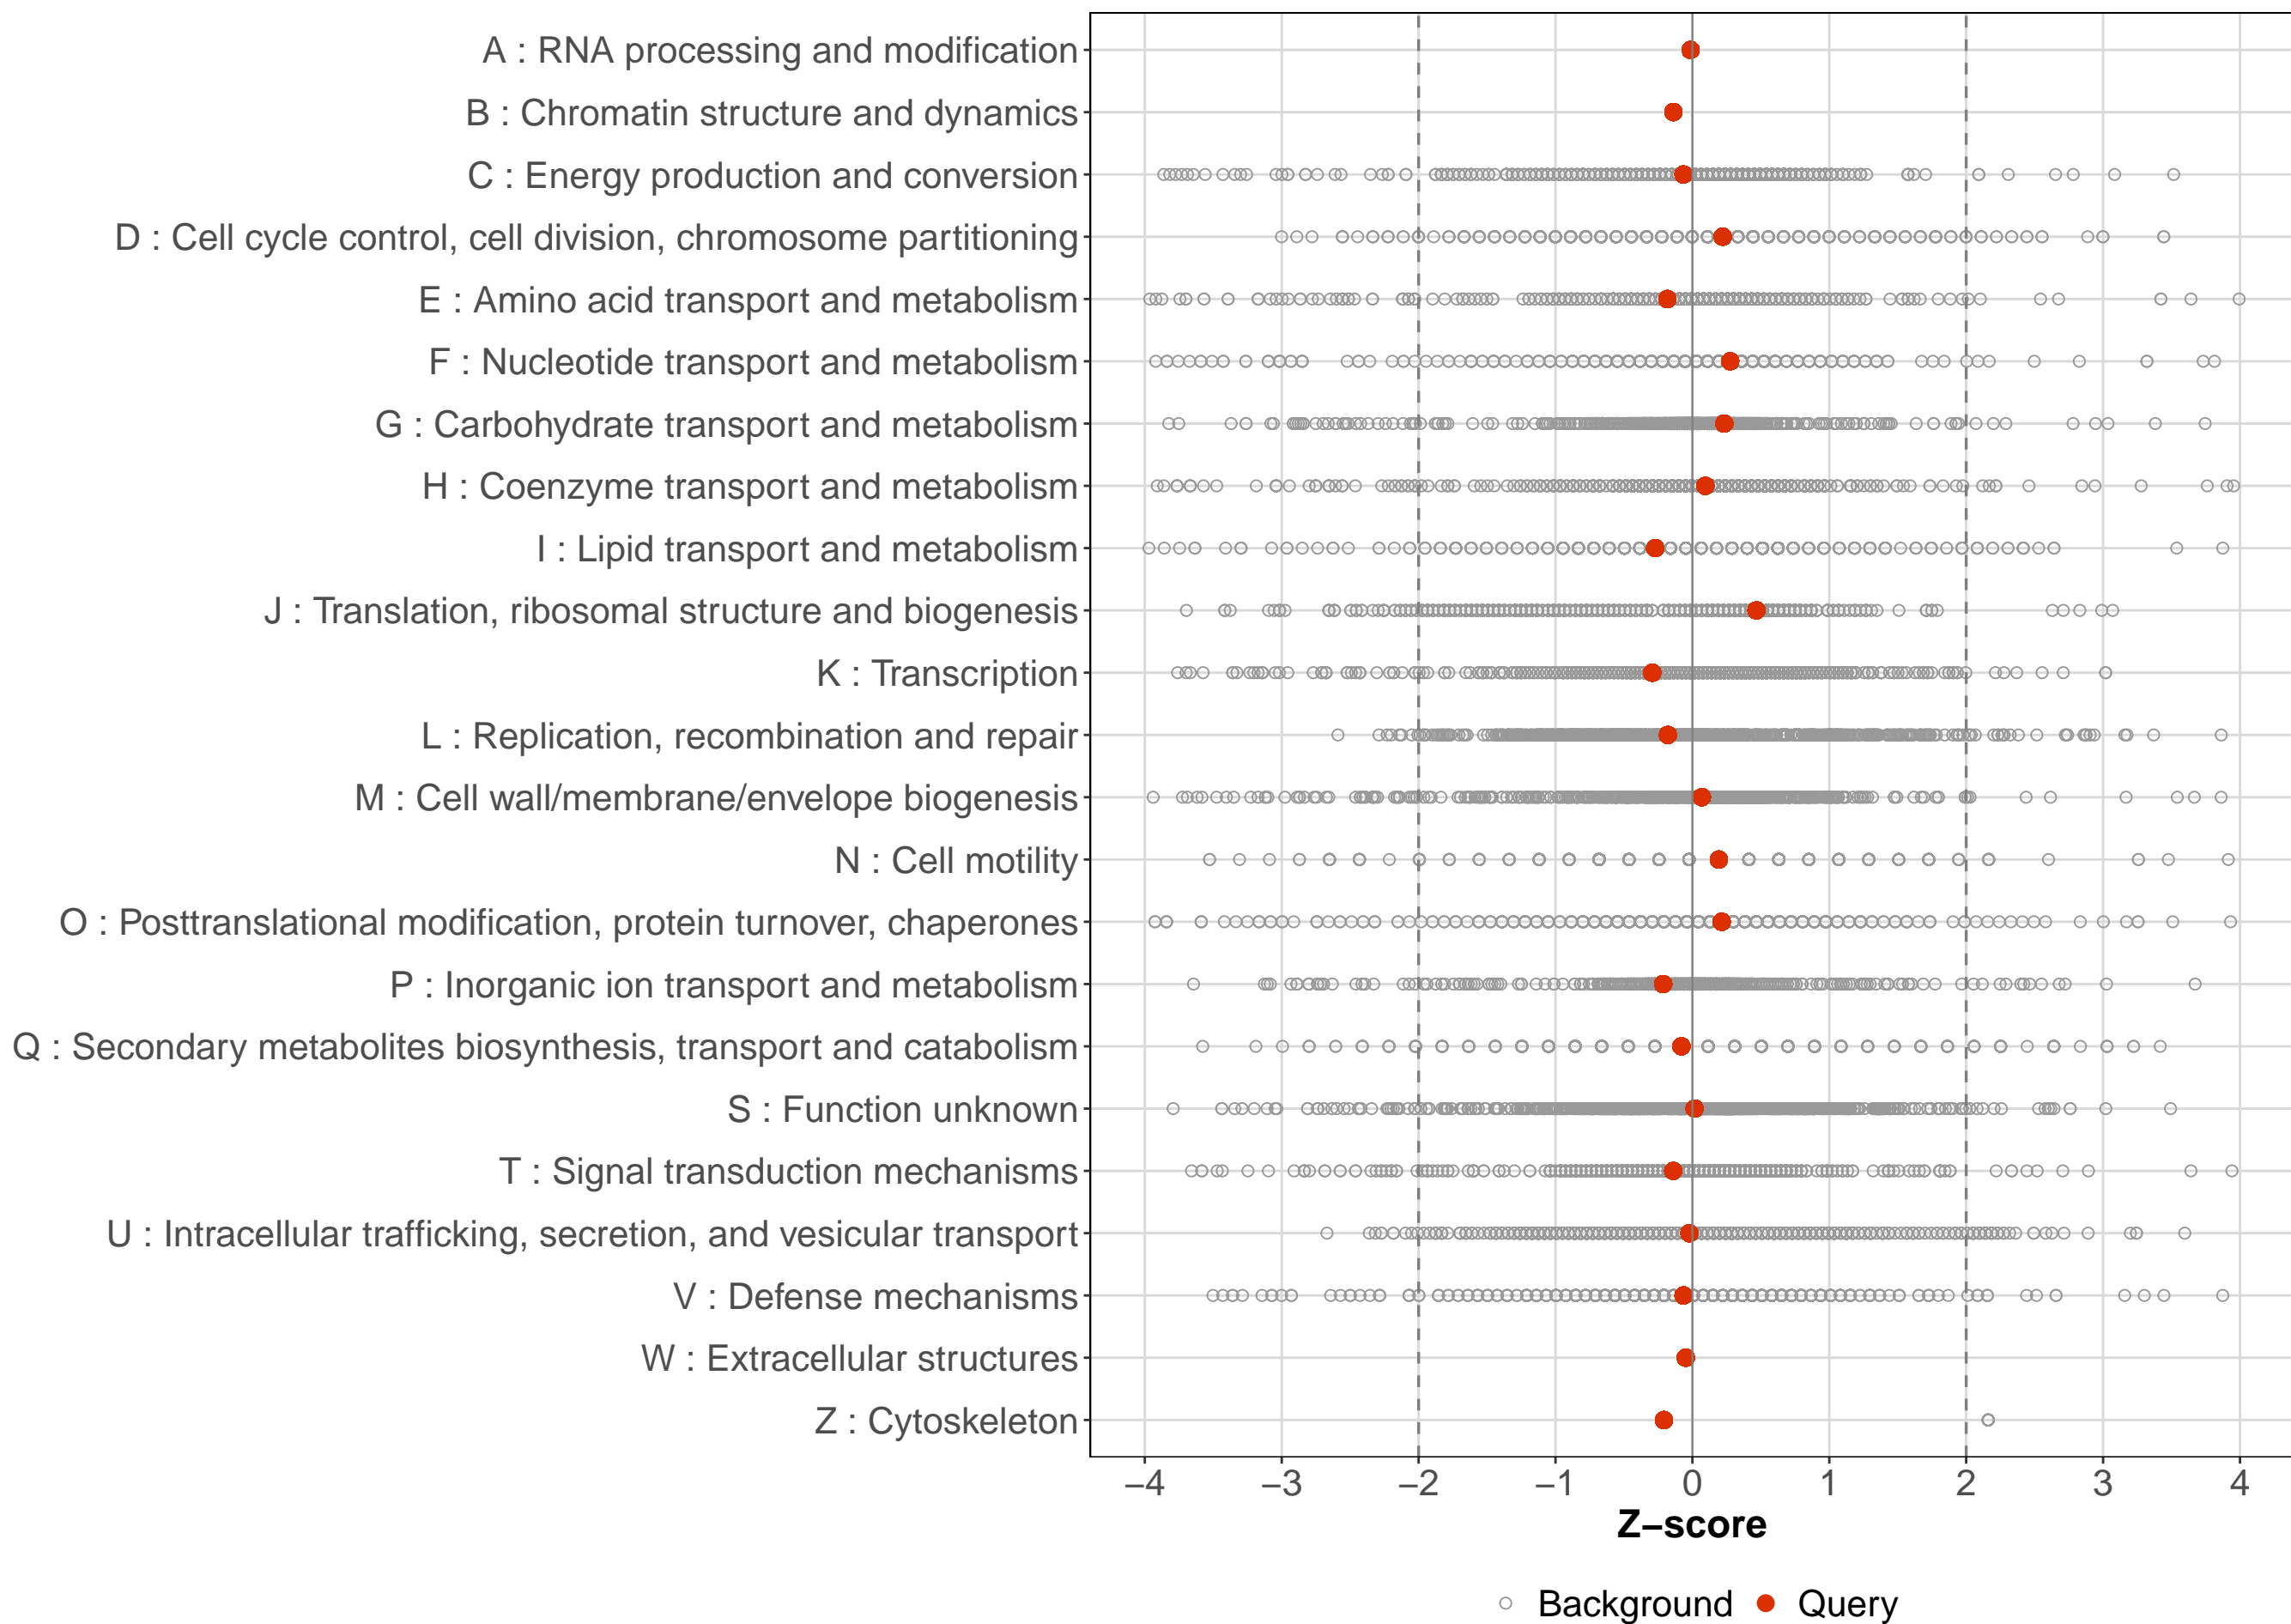 A : RNA processing and modification
B : Chromatin structure and dynamics
C : Energy production and conversion
D : Cell cycle control, cell division, chromosome partitioning
E : Amino acid transport and metabolism
F : Nucleotide transport and metabolism
G : Carbohydrate transport and metabolism
H : Coenzyme transport and metabolism
I : Lipid transport and metabolism
J : Translation, ribosomal structure and biogenesis
K : Transcription
L : Replication, recombination and repair
M : Cell wall/membrane/envelope biogenesis
N : Cell motility
O : Posttranslational modification, protein turnover, chaperones
P : Inorganic ion transport and metabolism
Q : Secondary metabolites biosynthesis, transport and catabolism
S : Function unknown
T : Signal transduction mechanisms
U : Intracellular trafficking, secretion, and vesicular transport
V : Defense mechanisms
W : Extracellular structures
Z : Cytoskeleton
−4 −3 −2 −1 0 1 2 3 4
Z−score
Background Query